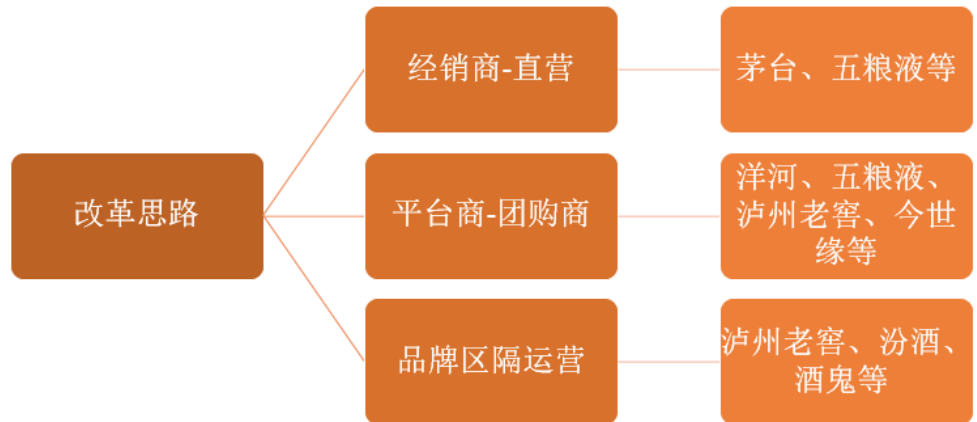 经销商-直营
茅台、五粮液等
改革思路
平台商-团购商
洋河、五粮液、
泸州老窖、今世
缘等
品牌区隔运营
泸州老窖、汾酒、
酒鬼等